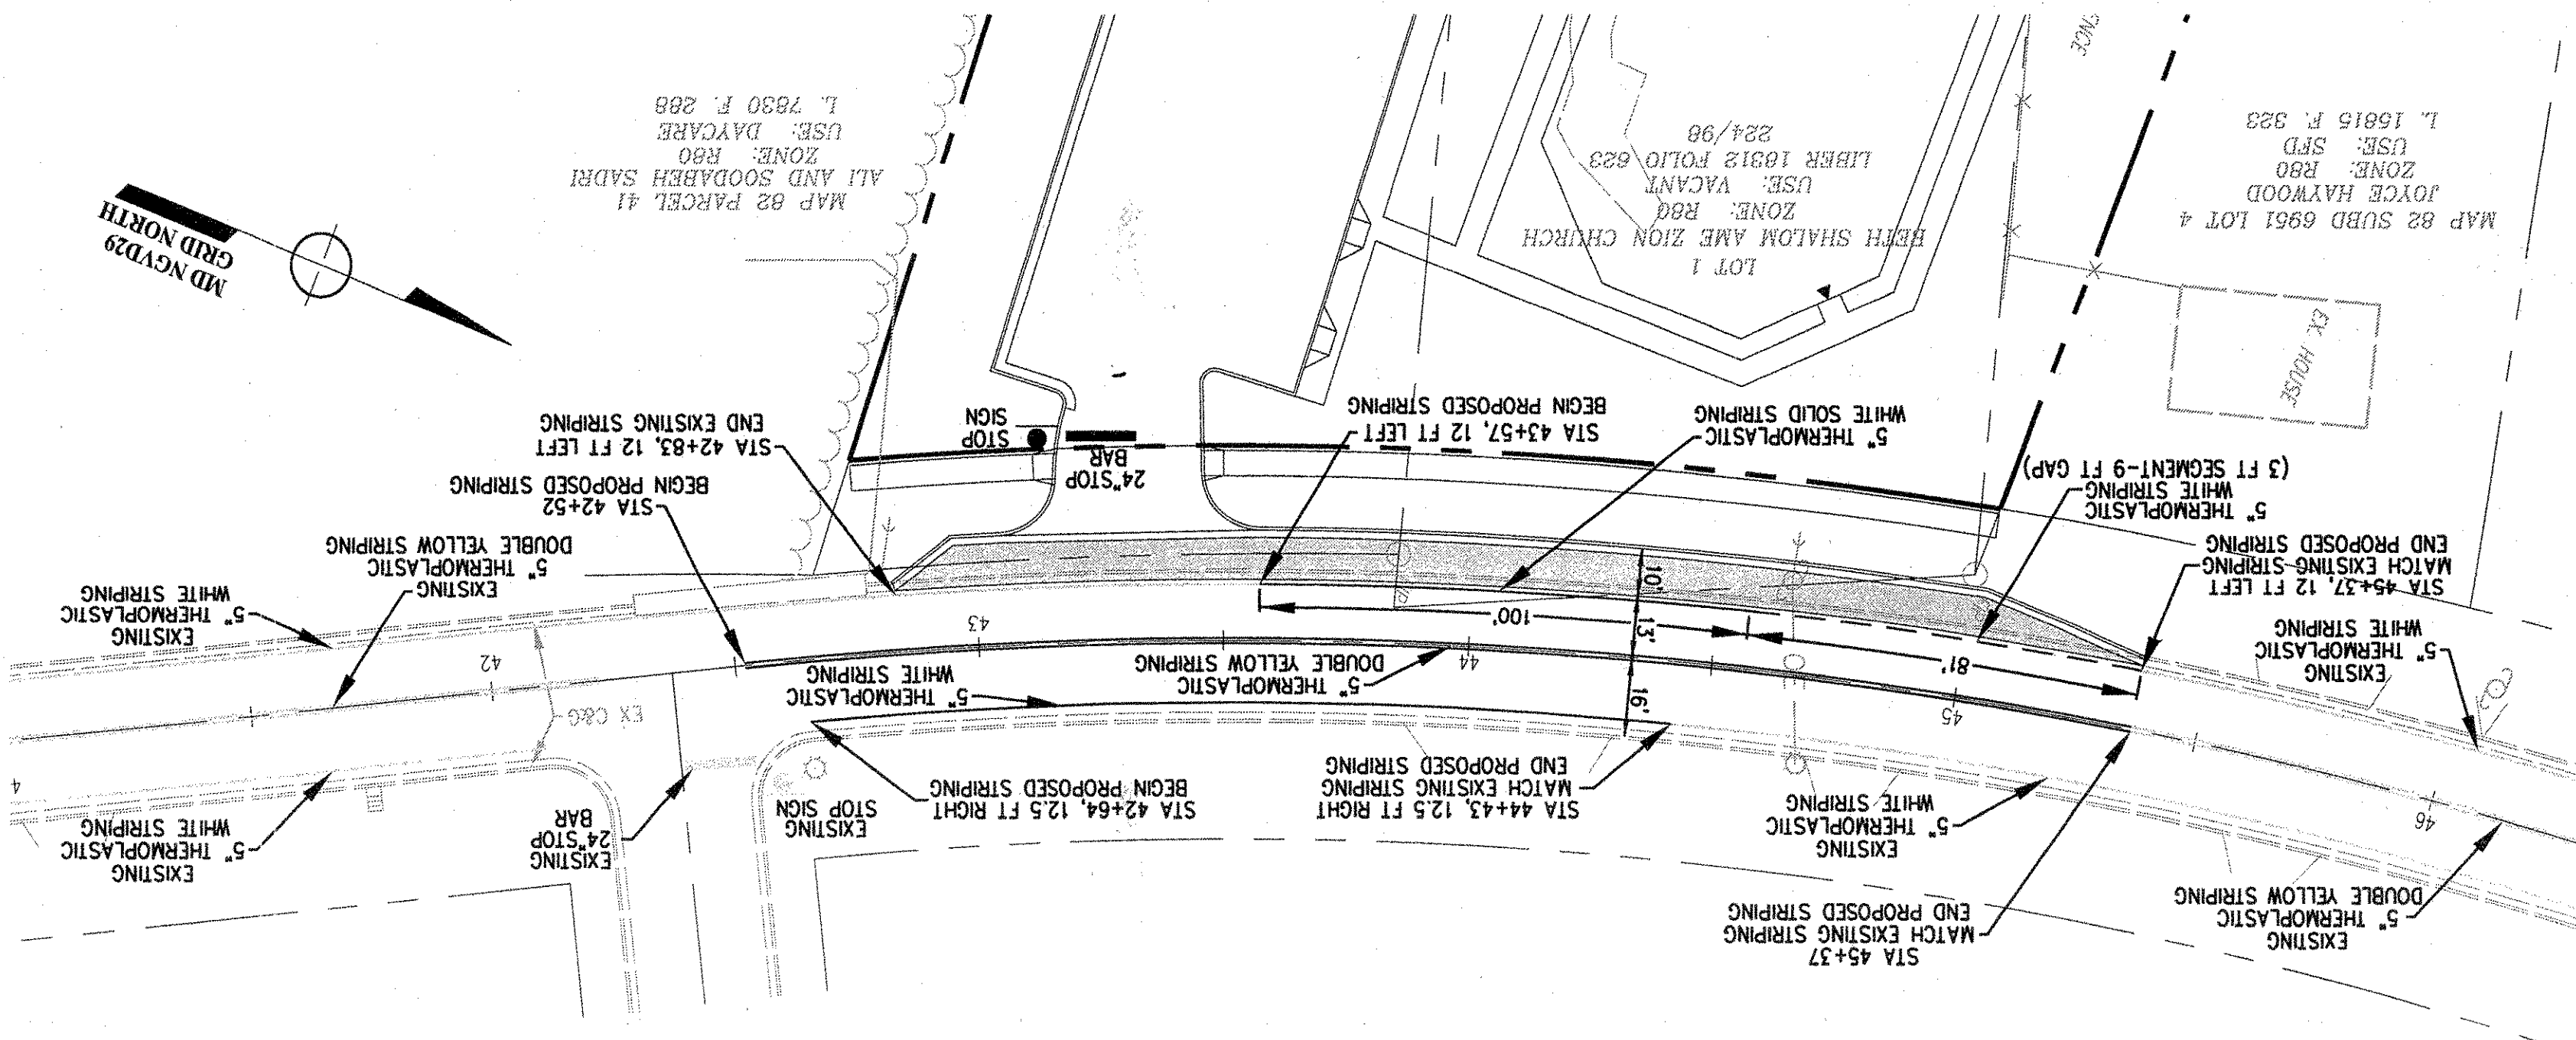 EXISTING
5" THERMOPLASTIC
DOUBLE YELLOW STRIPING
STA 45+37
MATCH EXISTING STRIPING
END PROPOSED STRIPING
EXISTING
5" THERMOPLASTIC
WHITE STRIPING
STA 44+43, 12.5 FT RIGHT
MATCH EXISTING STRIPING
END PROPOSED STRIPING
STA 42+64, 12.5 FT RIGHT
BEGIN PROPOSED STRIPING
EXISTING
STOP SIGN
EXISTING
24"STOP
BAR
EXISTING
5" THERMOPLASTIC
WHITE STRIPING
46
45
44
43
42
4
EX C&G
16'
13'
10'
81'
100'
5" THERMOPLASTIC
DOUBLE YELLOW STRIPING
5" THERMOPLASTIC
WHITE STRIPING
EXISTING
5" THERMOPLASTIC
WHITE STRIPING
STA 45+37, 12 FT LEFT
MATCH EXISTING STRIPING
END PROPOSED STRIPING
5" THERMOPLASTIC
WHITE STRIPING
(3 FT SEGMENT-9 FT GAP)
5" THERMOPLASTIC
WHITE SOLID STRIPING
STA 43+57, 12 FT LEFT
BEGIN PROPOSED STRIPING
24"STOP
BAR
STOP
SIGN
STA 42+52
BEGIN PROPOSED STRIPING
STA 42+83, 12 FT LEFT
END EXISTING STRIPING
EXISTING
5" THERMOPLASTIC
DOUBLE YELLOW STRIPING
EXISTING
5" THERMOPLASTIC
WHITE STRIPING
EX. HOUSE
LOT 1
BETH SHALOM AME ZION CHURCH
ZONE: R80
USE: VACANT
LIBER 16312 FOLIO 623
224/98
MAP 82 SUBD 6951 LOT 4
JOYCE HAYWOOD
ZONE: R80
USE: SFD
L. 15815 F. 323
MAP 82 PARCEL 41
ALI AND SOODABEH SADRI
ZONE: R80
USE: DAYCARE
L. 7830 F. 288
MD NGVD29
GRID NORTH